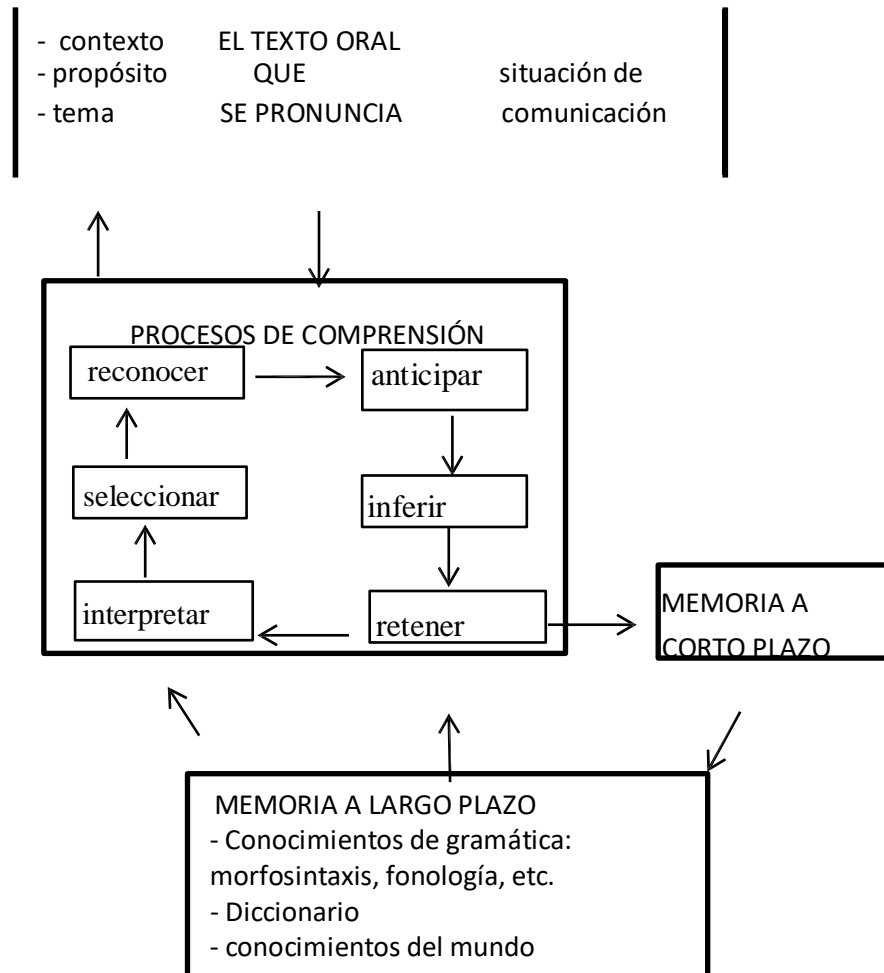 - contexto EL TEXTO ORAL
- propósito QUE situación de
- tema SE PRONUNCIA comunicación
PROCESOS DE COMPRENSIÓN
reconocer anticipar
seleccionar inferir
interpretar retener
MEMORIA A
CORTO PLAZO
MEMORIA A LARGO PLAZO
- Conocimientos de gramática:
morfosintaxis, fonología, etc.
- Diccionario
- conocimientos del mundo